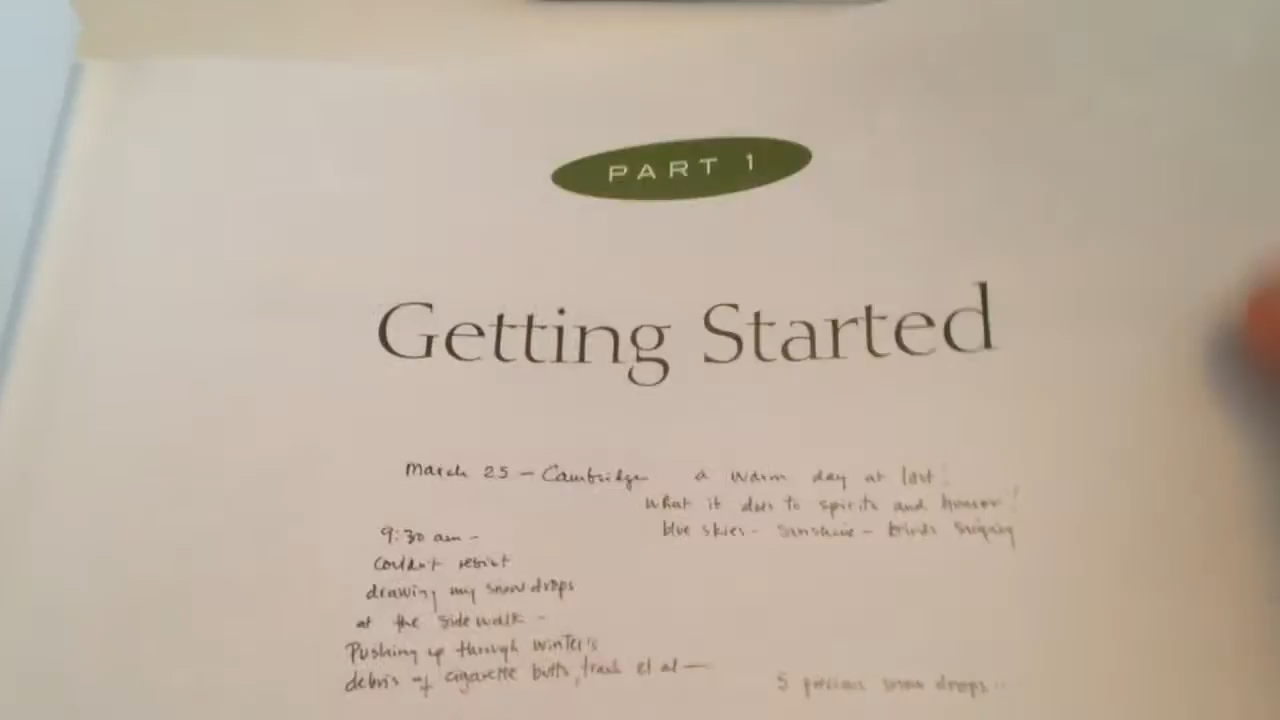 PART 1
Getting Started
March 25 – Cambridge
a warm day at last!
What it does to spirits and humor!
blue skies – sunshine – birds singing
9:30 am –
Couldn't resist
drawing my snowdrops
at the sidewalk –
Pushing up through winter's
debris of cigarette butts, trash et al —
5 precious snow drops...